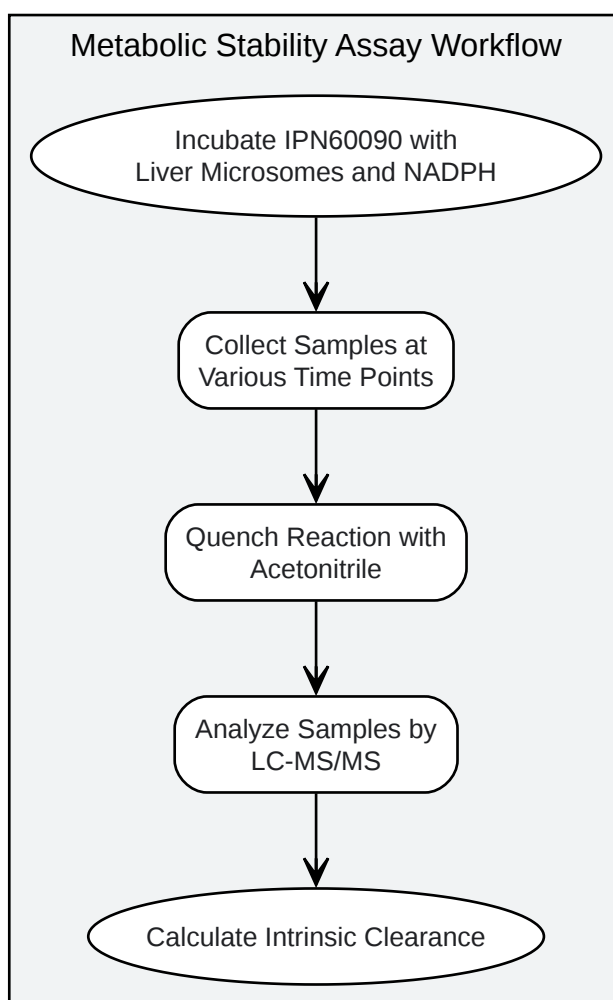 Metabolic Stability Assay Workflow
Incubate IPN60090 with
Liver Microsomes and NADPH
Collect Samples at
Various Time Points
Quench Reaction with
Acetonitrile
Analyze Samples by
LC-MS/MS
Calculate Intrinsic Clearance